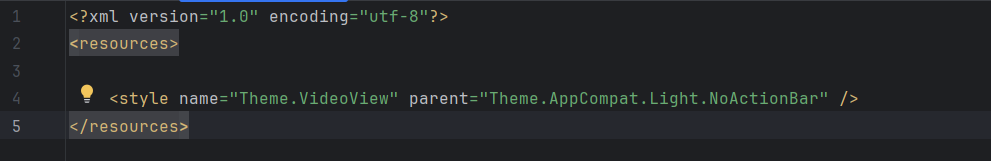 1 <?xml version="1.0" encoding="utf-8"?>
2 <resources>
3
4 <style name="Theme.VideoView" parent="Theme.AppCompat.Light.NoActionBar" />
5 </resources>